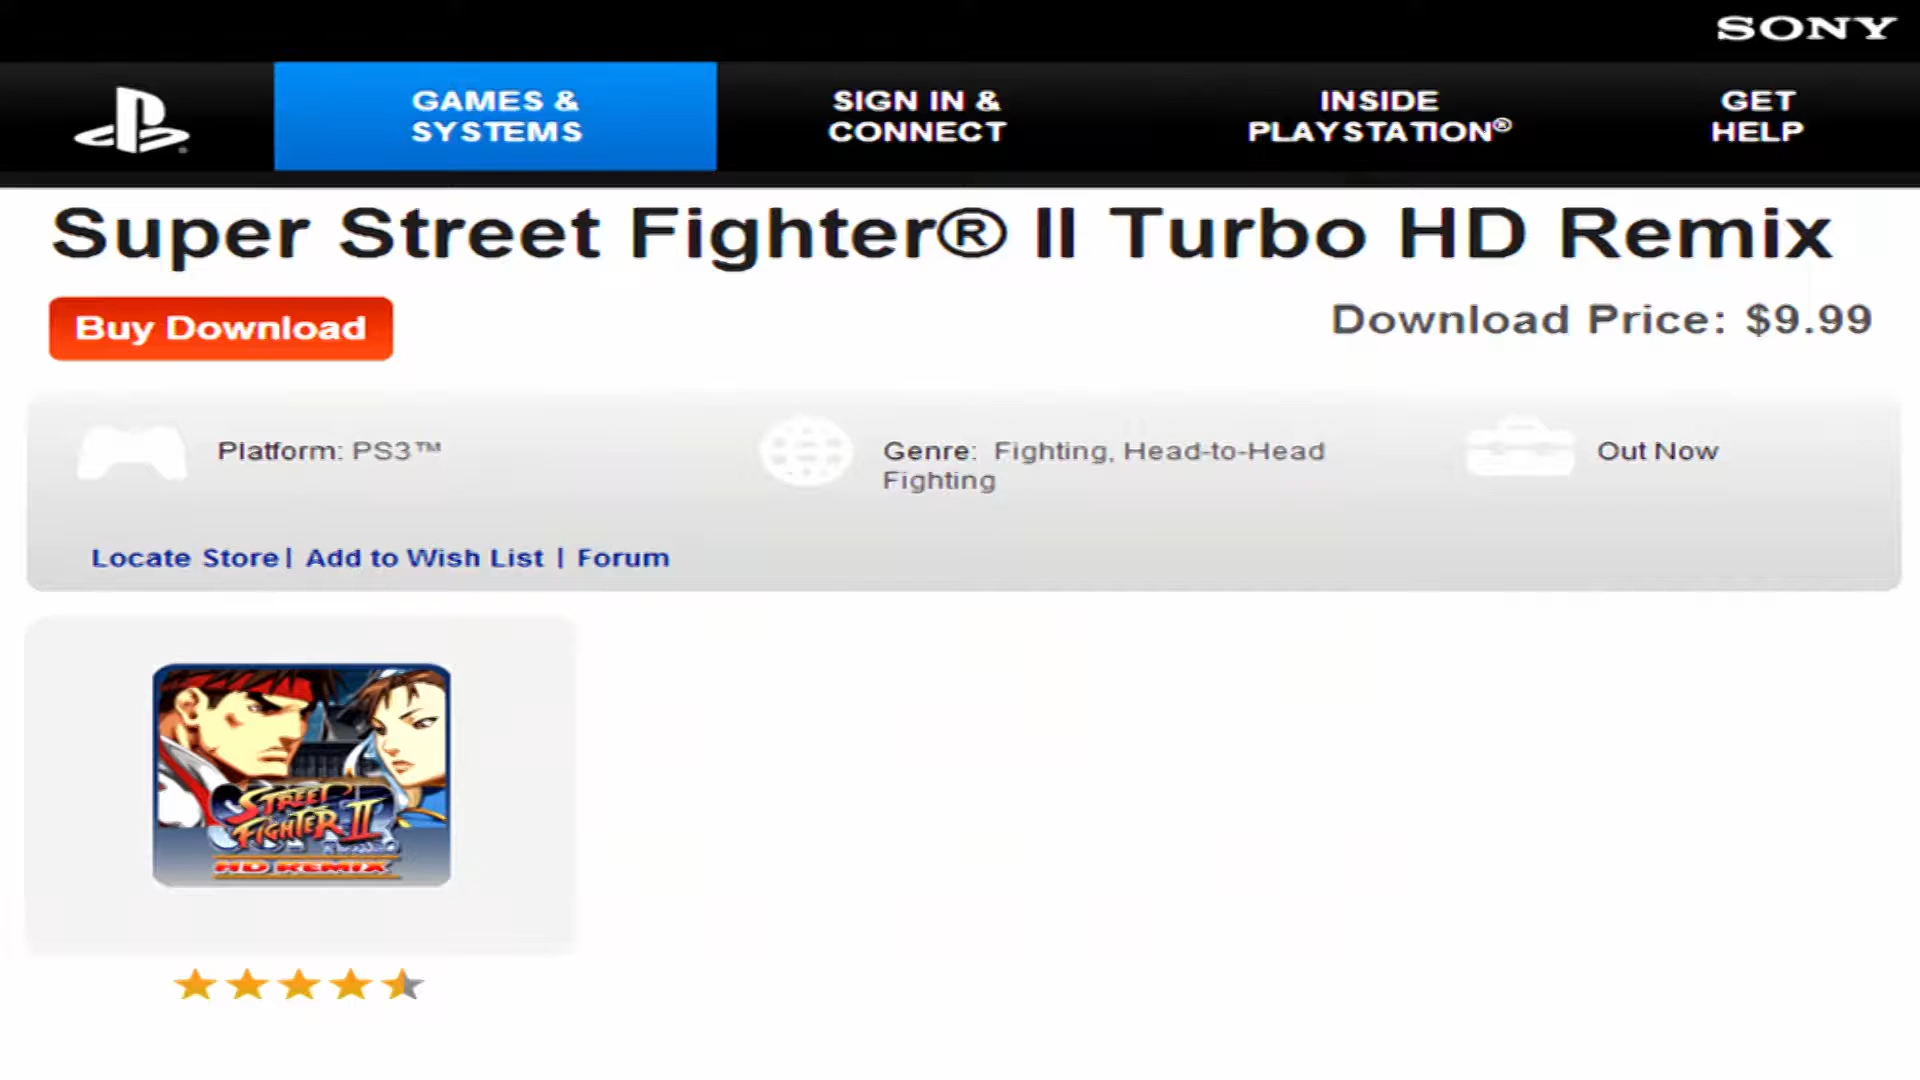 SONY
GAMES &
SYSTEMS
SIGN IN &
CONNECT
INSIDE
PLAYSTATION®
GET
HELP
Super Street Fighter® II Turbo HD Remix
Buy Download
Download Price: $9.99
Platform: PS3™
Genre: Fighting, Head-to-Head
Fighting
Out Now
Locate Store | Add to Wish List | Forum
STREET
FIGHTER II
HD REMIX